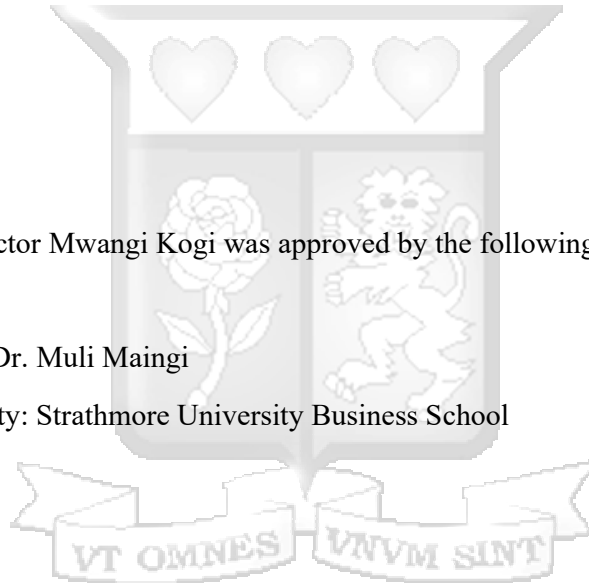 ctor Mwangi Kogi was approved by the following
Dr. Muli Maingi
ty: Strathmore University Business School
VT OMNES VNVM SINT